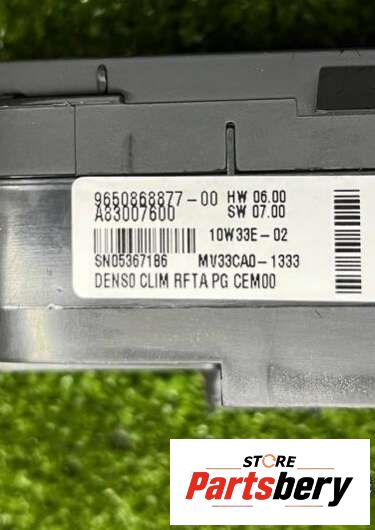 9650868877-00 HW 06.00
A83007600 SW 07.00
10W33E-02
SN05367186 MV33CA0-1333
DENSO CLIM RFTA PG CEM00
STORE
Partsbery